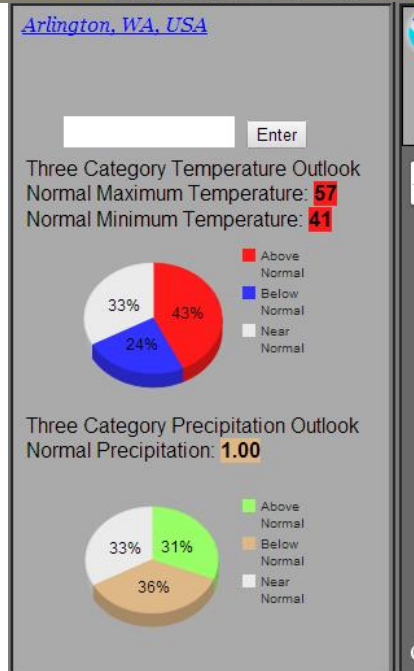 Arlington, WA, USA
Enter
Three Category Temperature Outlook
Normal Maximum Temperature: 57
Normal Minimum Temperature: 41
Above
Normal
Below
Normal
Near
Normal
33%
43%
24%
Three Category Precipitation Outlook
Normal Precipitation: 1.00
Above
Normal
Below
Normal
Near
Normal
33%
31%
36%